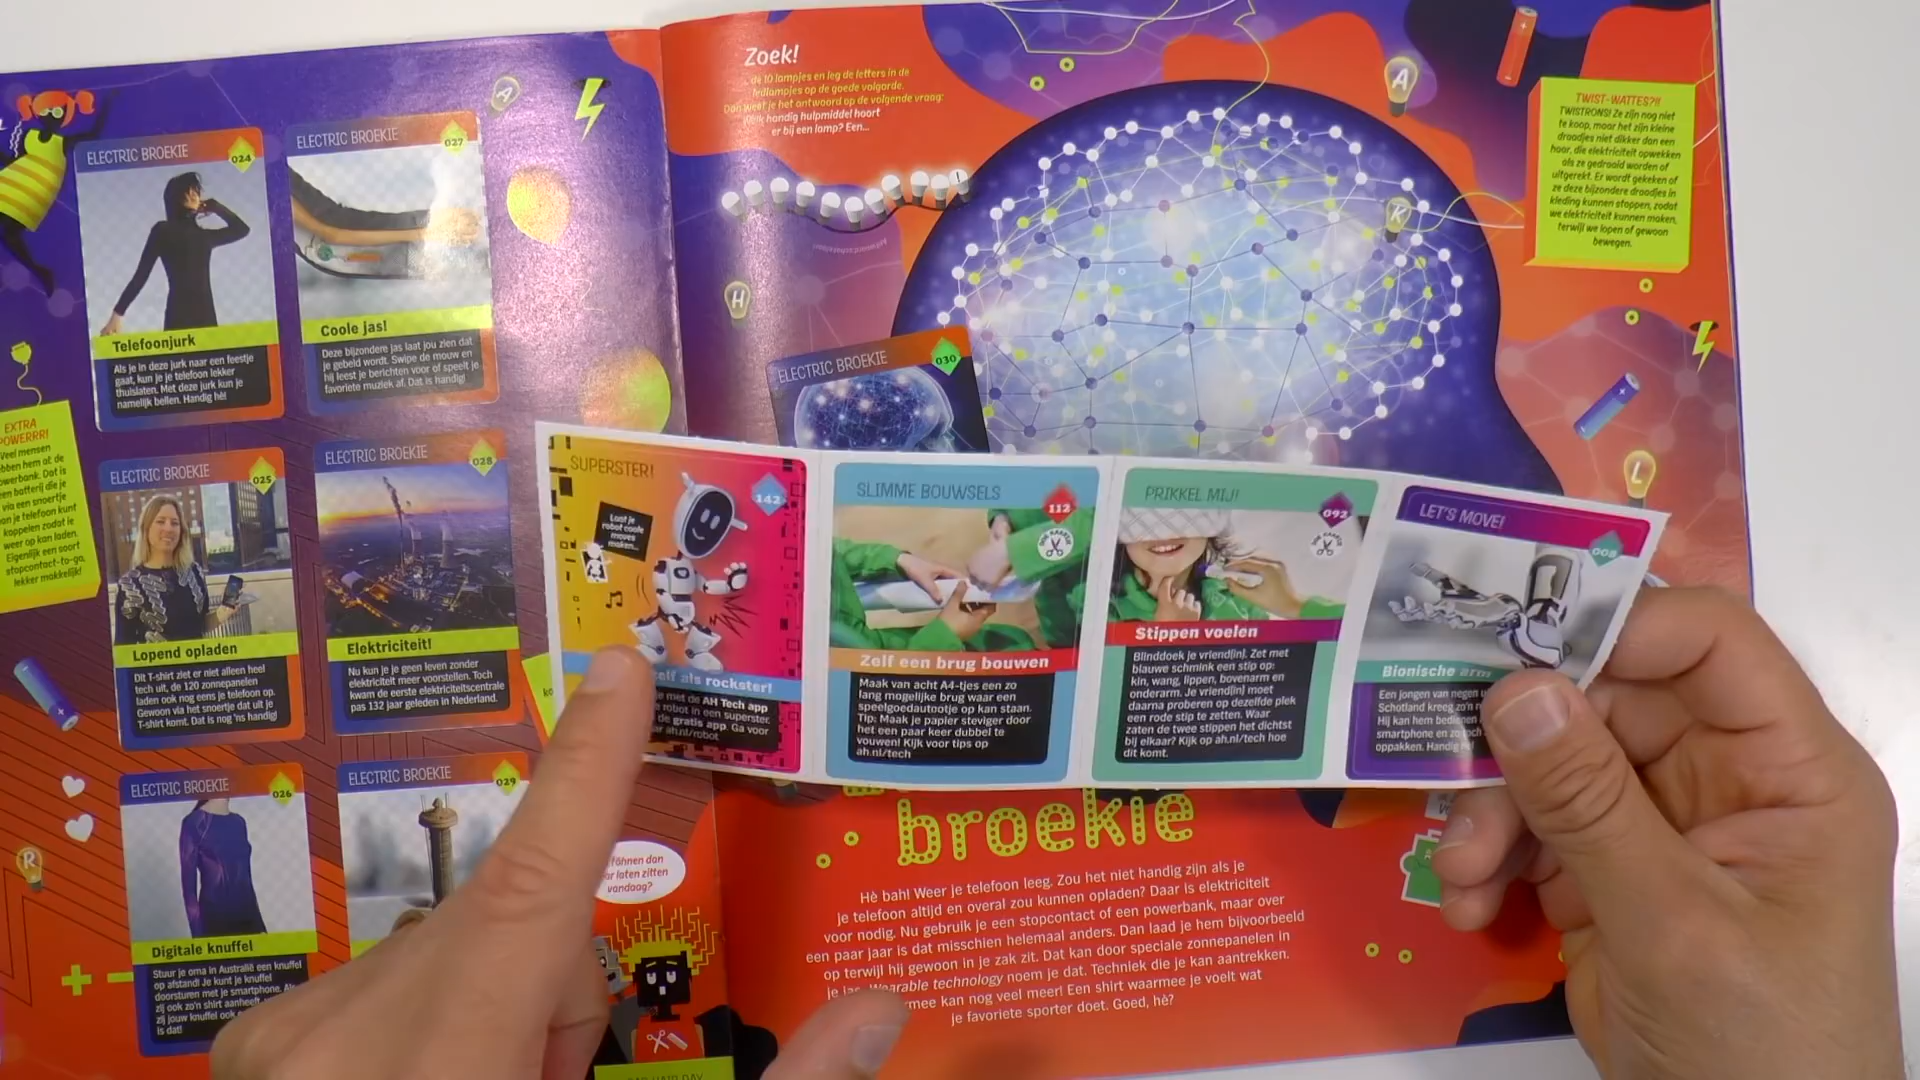 Zoek!
de 10 lampjes en leg de letters in de
ledlampjes op de goede volgorde.
Dan weet je het antwoord op de volgende vraag:
Welk handig hulpmiddel hoort
er bij een lamp? Een...
A
A
K
H
L
R
TWIST-WATTES?!!
TWISTRONS! Ze zijn nog niet
te koop, maar het zijn kleine
draadjes niet dikker dan een
haar, die elektriciteit opwekken
als ze gedraaid worden of
uitgerekt. Er wordt gekeken of
ze deze bijzondere draadjes in
kleding kunnen stoppen, zodat
we elektriciteit kunnen maken,
terwijl we lopen of gewoon
bewegen.
ELECTRIC BROEKIE
024
Telefoonjurk
Als je in deze jurk naar een feestje
gaat, kun je je telefoon lekker
thuislaten. Met deze jurk kun je
namelijk bellen. Handig hè!
ELECTRIC BROEKIE
027
Coole jas!
Deze bijzondere jas laat jou zien dat
je gebeld wordt. Swipe de mouw en
hij leest je berichten voor of speelt je
favoriete muziek af. Dat is handig!
EXTRA
POWERRR!
Veel mensen
hebben hem al: de
powerbank. Dat is
een batterij die je
via een snoertje
aan je telefoon kunt
koppelen zodat ie
weer op kan laden.
Eigenlijk een soort
stopcontact-to-go,
lekker makkelijk!
ELECTRIC BROEKIE
025
Lopend opladen
Dit T-shirt ziet er niet alleen heel
tech uit, de 120 zonnepanelen
laden ook nog eens je telefoon op.
Gewoon via het snoertje dat uit je
T-shirt komt. Dat is nog 'ns handig!
ELECTRIC BROEKIE
028
Elektriciteit!
Nu kun je je geen leven zonder
elektriciteit meer voorstellen. Toch
kwam de eerste elektriciteitscentrale
pas 132 jaar geleden in Nederland.
ELECTRIC BROEKIE
026
Digitale knuffel
Stuur je oma in Australië een knuffel
op afstand! Je kunt je knuffel
doorsturen met je smartphone. Als
zij ook zo'n shirt aanheeft,
zij jouw knuffel ook
is dat!
ELECTRIC BROEKIE
029
ELECTRIC BROEKIE
030
SUPERSTER!
142
Laat je
robot coole
moves
maken...
zelf als rockster!
met de AH Tech app
robot in een superster.
de gratis app. Ga voor
ah.nl/robot
SLIMME BOUWSELS
112
Zelf een brug bouwen
Maak van acht A4-tjes een zo
lang mogelijke brug waar een
speelgoedautootje op kan staan.
Tip: Maak je papier steviger door
het een paar keer dubbel te
vouwen! Kijk voor tips op
ah.nl/tech
PRIKKEL MIJ!
092
Stippen voelen
Blinddoek je vriend(in). Zet met
blauwe schmink een stip op:
kin, wang, lippen, bovenarm en
onderarm. Je vriend(in) moet
daarna proberen op dezelfde plek
een rode stip te zetten. Waar
zaten de twee stippen het dichtst
bij elkaar? Kijk op ah.nl/tech hoe
dit komt.
LET'S MOVE!
008
Bionische arm
Een jongen van negen
Schotland kreeg zo'n
Hij kan hem bedienen
smartphone en zo
oppakken. Handig
föhnen dan
laten zitten
vandaag?
broekie
Hè bah! Weer je telefoon leeg. Zou het niet handig zijn als je
je telefoon altijd en overal zou kunnen opladen? Daar is elektriciteit
voor nodig. Nu gebruik je een stopcontact of een powerbank, maar over
een paar jaar is dat misschien helemaal anders. Dan laad je hem bijvoorbeeld
op terwijl hij gewoon in je zak zit. Dat kan door speciale zonnepanelen in
je jas. Wearable technology noem je dat. Techniek die je kan aantrekken.
mee kan nog veel meer! Een shirt waarmee je voelt wat
je favoriete sporter doet. Goed, hè?